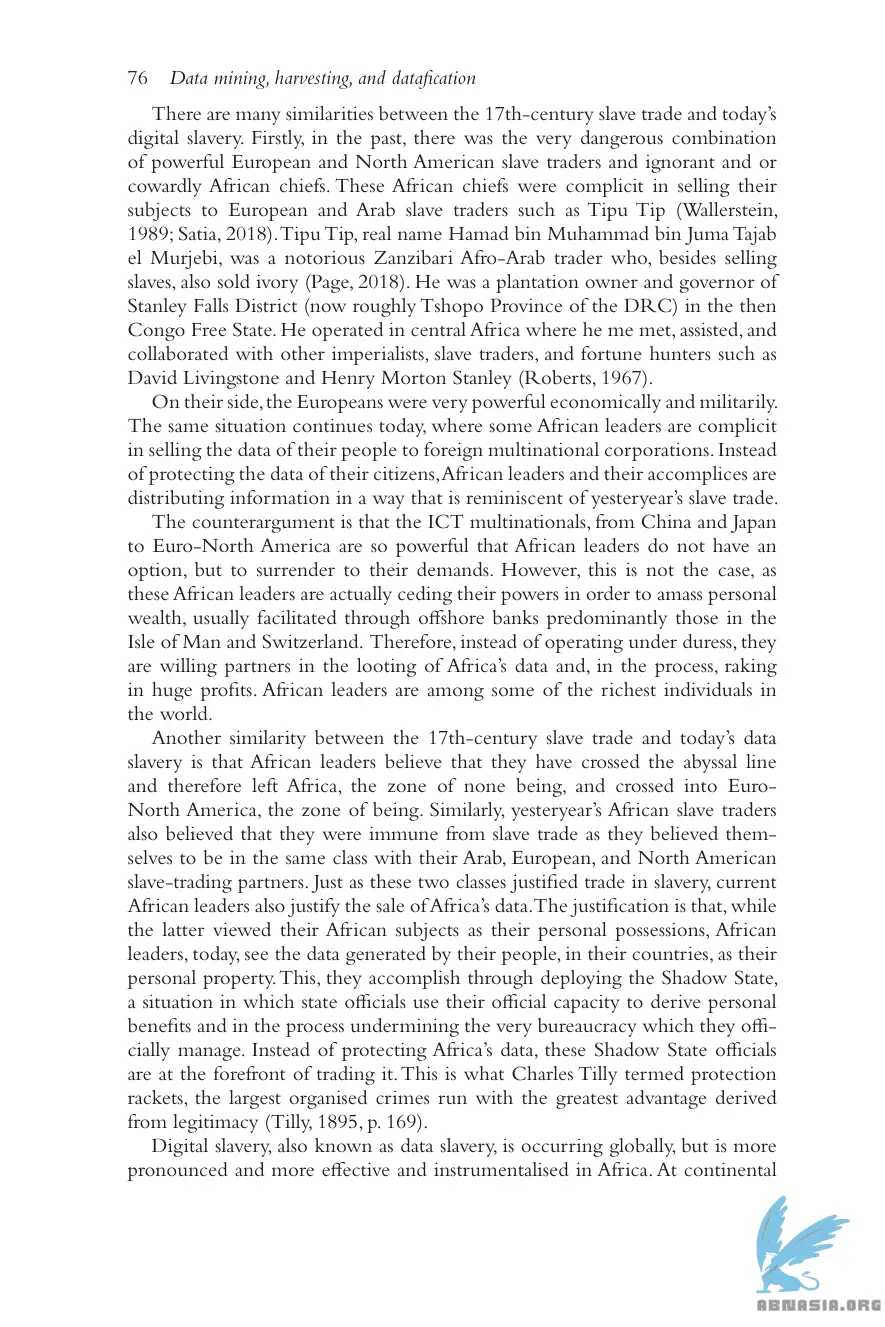 76 Data mining, harvesting, and datafication
There are many similarities between the 17th-century slave trade and today's
digital slavery. Firstly, in the past, there was the very dangerous combination
of powerful European and North American slave traders and ignorant and or
cowardly African chiefs. These African chiefs were complicit in selling their
subjects to European and Arab slave traders such as Tipu Tip (Wallerstein,
1989; Satia, 2018). Tipu Tip, real name Hamad bin Muhammad bin Juma Tajab
el Murjebi, was a notorious Zanzibari Afro-Arab trader who, besides selling
slaves, also sold ivory (Page, 2018). He was a plantation owner and governor of
Stanley Falls District (now roughly Tshopo Province of the DRC) in the then
Congo Free State. He operated in central Africa where he me met, assisted, and
collaborated with other imperialists, slave traders, and fortune hunters such as
David Livingstone and Henry Morton Stanley (Roberts, 1967).
On their side, the Europeans were very powerful economically and militarily.
The same situation continues today, where some African leaders are complicit
in selling the data of their people to foreign multinational corporations. Instead
of protecting the data of their citizens, African leaders and their accomplices are
distributing information in a way that is reminiscent of yesteryear's slave trade.
The counterargument is that the ICT multinationals, from China and Japan
to Euro-North America are so powerful that African leaders do not have an
option, but to surrender to their demands. However, this is not the case, as
these African leaders are actually ceding their powers in order to amass personal
wealth, usually facilitated through offshore banks predominantly those in the
Isle of Man and Switzerland. Therefore, instead of operating under duress, they
are willing partners in the looting of Africa's data and, in the process, raking
in huge profits. African leaders are among some of the richest individuals in
the world.
Another similarity between the 17th-century slave trade and today's data
slavery is that African leaders believe that they have crossed the abyssal line
and therefore left Africa, the zone of none being, and crossed into Euro-
North America, the zone of being. Similarly, yesteryear's African slave traders
also believed that they were immune from slave trade as they believed them-
selves to be in the same class with their Arab, European, and North American
slave-trading partners. Just as these two classes justified trade in slavery, current
African leaders also justify the sale of Africa's data. The justification is that, while
the latter viewed their African subjects as their personal possessions, African
leaders, today, see the data generated by their people, in their countries, as their
personal property. This, they accomplish through deploying the Shadow State,
a situation in which state officials use their official capacity to derive personal
benefits and in the process undermining the very bureaucracy which they offi-
cially manage. Instead of protecting Africa's data, these Shadow State officials
are at the forefront of trading it. This is what Charles Tilly termed protection
rackets, the largest organised crimes run with the greatest advantage derived
from legitimacy (Tilly, 1895, p. 169).
Digital slavery, also known as data slavery, is occurring globally, but is more
pronounced and more effective and instrumentalised in Africa. At continental
ABNASIA.ORG